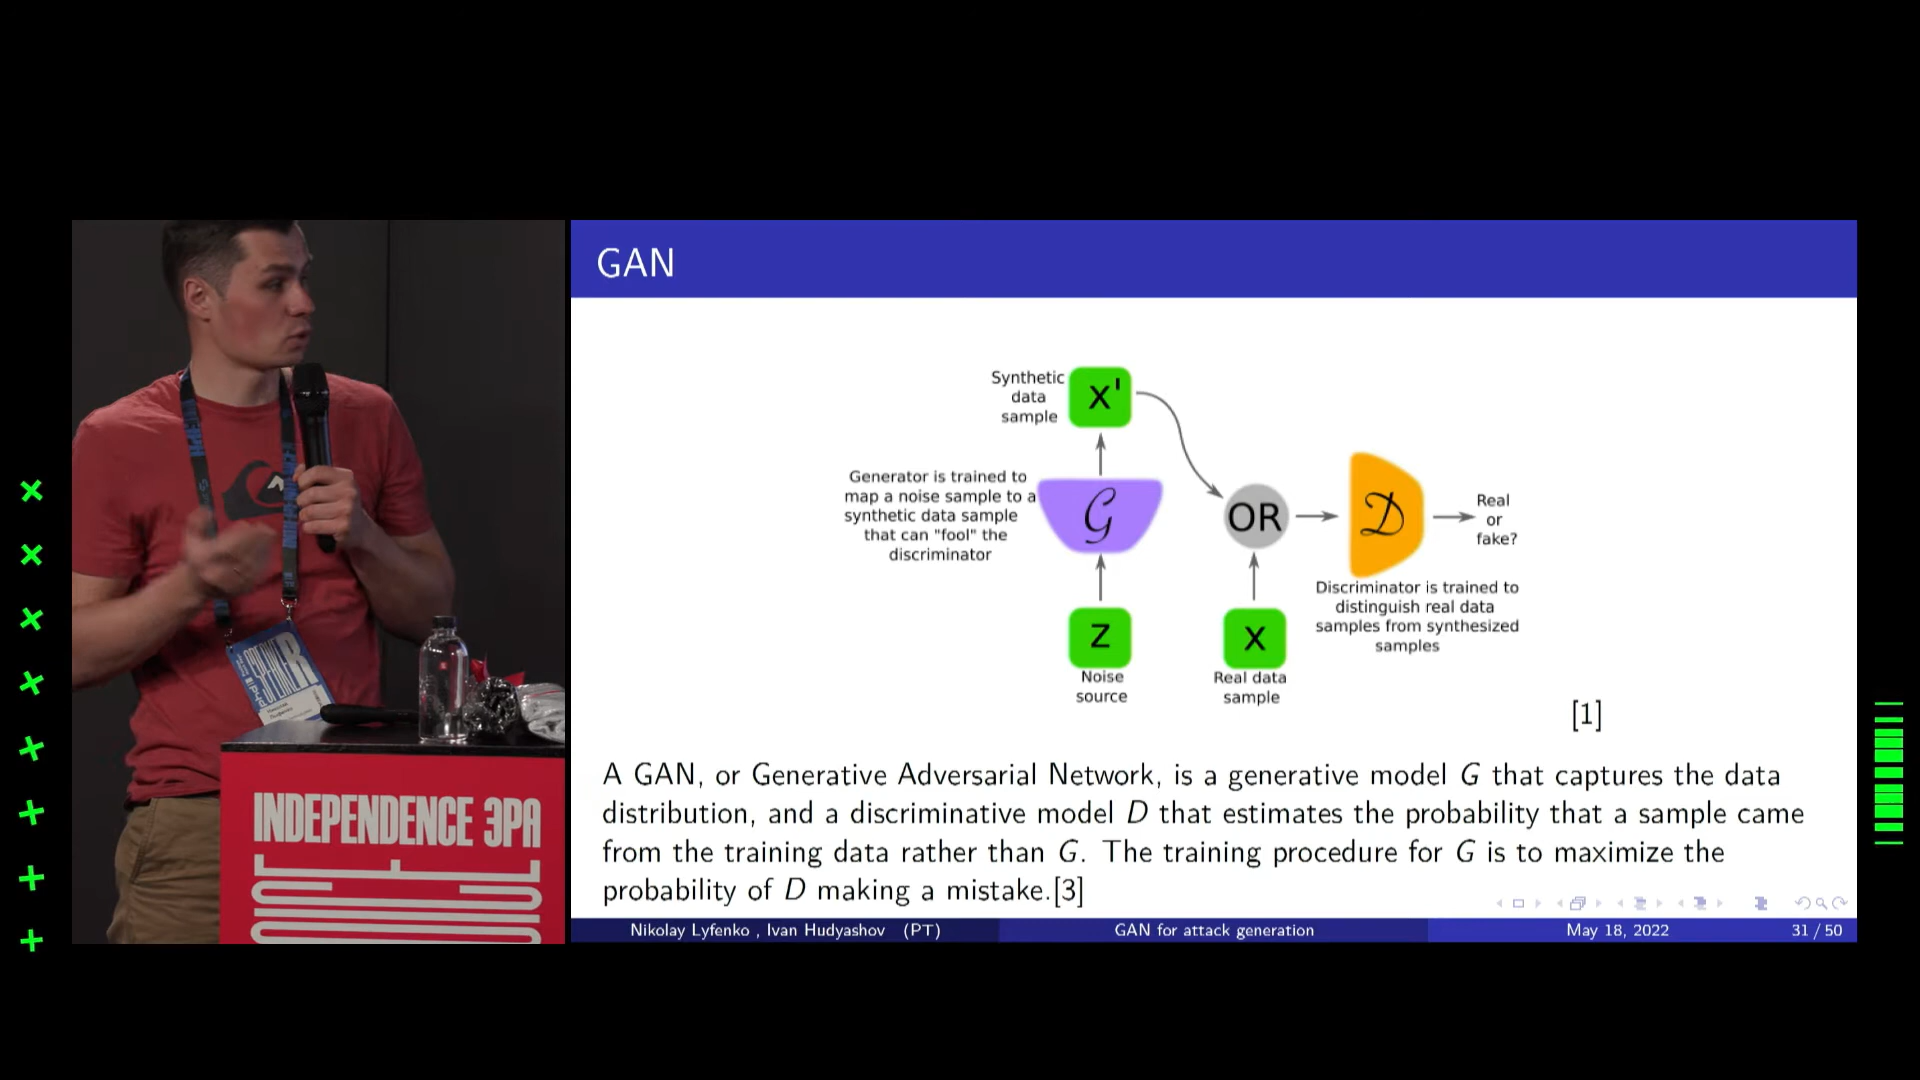 GAN
Synthetic
data
sample
X'
Generator is trained to
map a noise sample to a
synthetic data sample
that can "fool" the
discriminator
G
OR
D
Real
or
fake?
Discriminator is trained to
distinguish real data
samples from synthesized
samples
Z
X
Noise
source
Real data
sample
[1]
A GAN, or Generative Adversarial Network, is a generative model G that captures the data
distribution, and a discriminative model D that estimates the probability that a sample came
from the training data rather than G. The training procedure for G is to maximize the
probability of D making a mistake.[3]
Nikolay Lyfenko , Ivan Hudyashov (PT)
GAN for attack generation
May 18, 2022
31 / 50
SPEAKER
INDEPENDENCE ЭРА